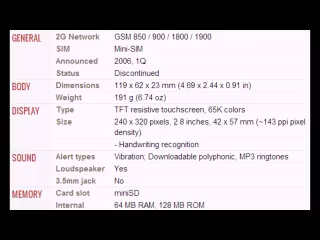 GENERAL 2G Network GSM 850 / 900 / 1800 / 1900
SIM Mini-SIM
Announced 2006, 1Q
Status Discontinued
BODY Dimensions 119 x 62 x 23 mm (4.69 x 2.44 x 0.91 in)
Weight 191 g (6.74 oz)
DISPLAY Type TFT resistive touchscreen, 65K colors
Size 240 x 320 pixels, 2.8 inches, 42 x 57 mm (~143 ppi pixel
density)
- Handwriting recognition
SOUND Alert types Vibration; Downloadable polyphonic, MP3 ringtones
Loudspeaker Yes
3.5mm jack No
MEMORY Card slot miniSD
Internal 64 MB RAM, 128 MB ROM